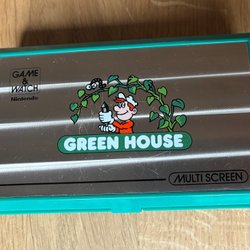 GAME &
WATCH
Nintendo
GREEN HOUSE
MULTI SCREEN